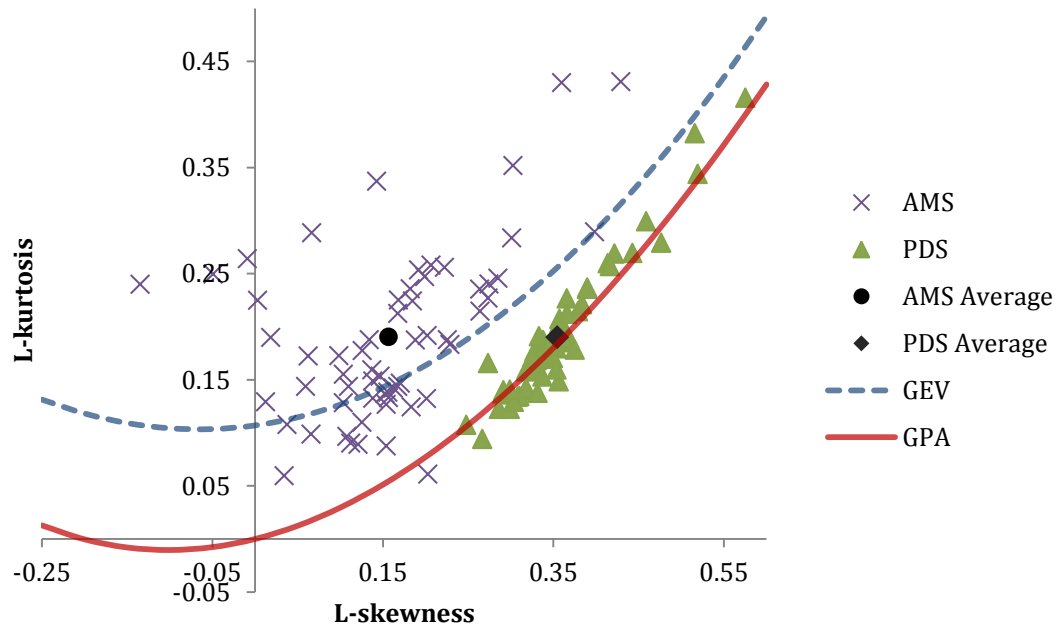 0.45
0.35
0.25
0.15
0.05
-0.05
-0.25
-0.05
0.15
0.35
0.55
L-kurtosis
L-skewness
AMS
PDS
AMS Average
PDS Average
GEV
GPA